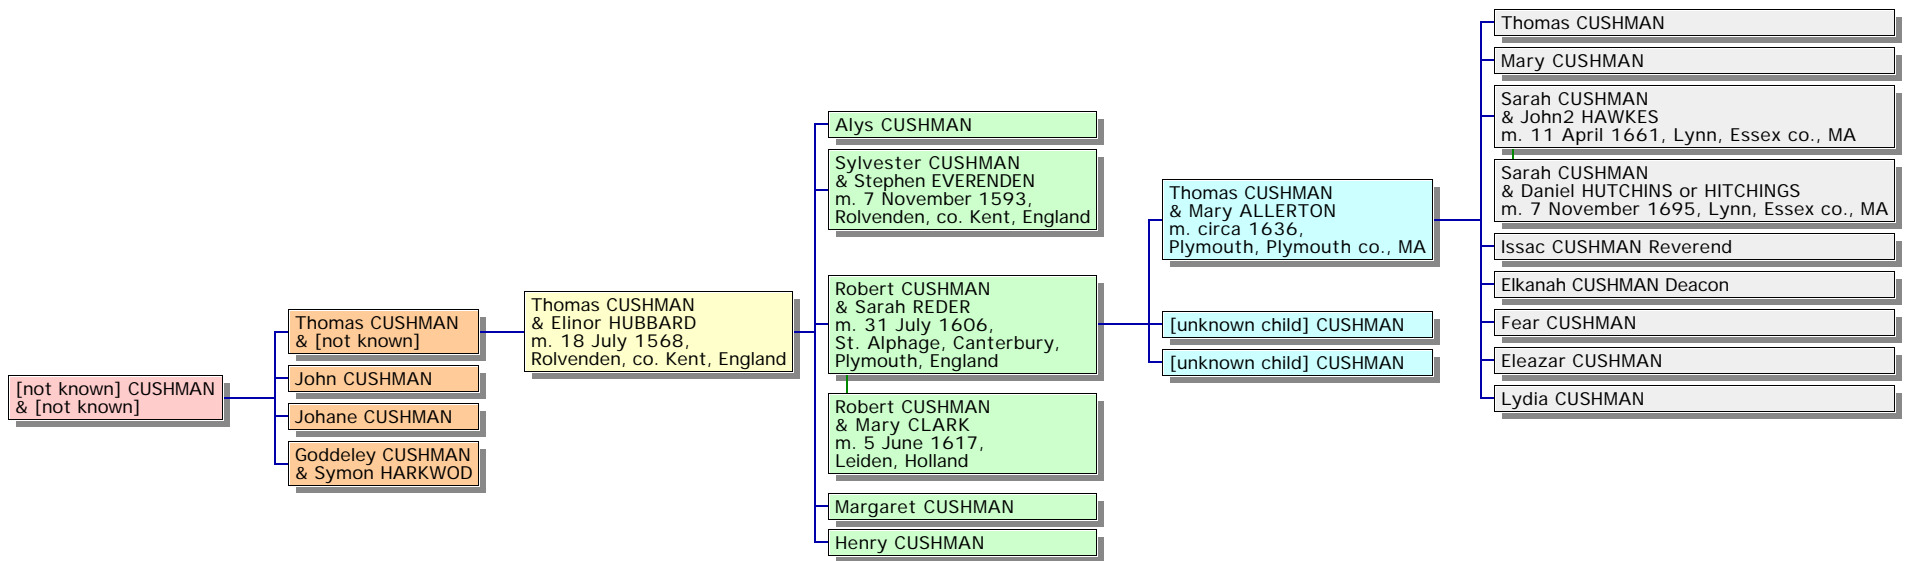 [not known] CUSHMAN
& [not known]
Thomas CUSHMAN
& [not known]
John CUSHMAN
Johane CUSHMAN
Goddeley CUSHMAN
& Symon HARKWOD
Thomas CUSHMAN
& Elinor HUBBARD
m. 18 July 1568,
Rolvenden, co. Kent, England
Alys CUSHMAN
Sylvester CUSHMAN
& Stephen EVERENDEN
m. 7 November 1593,
Rolvenden, co. Kent, England
Robert CUSHMAN
& Sarah REDER
m. 31 July 1606,
St. Alphage, Canterbury,
Plymouth, England
Robert CUSHMAN
& Mary CLARK
m. 5 June 1617,
Leiden, Holland
Margaret CUSHMAN
Henry CUSHMAN
Thomas CUSHMAN
& Mary ALLERTON
m. circa 1636,
Plymouth, Plymouth co., MA
[unknown child] CUSHMAN
[unknown child] CUSHMAN
Thomas CUSHMAN
Mary CUSHMAN
Sarah CUSHMAN
& John2 HAWKES
m. 11 April 1661, Lynn, Essex co., MA
Sarah CUSHMAN
& Daniel HUTCHINS or HITCHINGS
m. 7 November 1695, Lynn, Essex co., MA
Issac CUSHMAN Reverend
Elkanah CUSHMAN Deacon
Fear CUSHMAN
Eleazar CUSHMAN
Lydia CUSHMAN